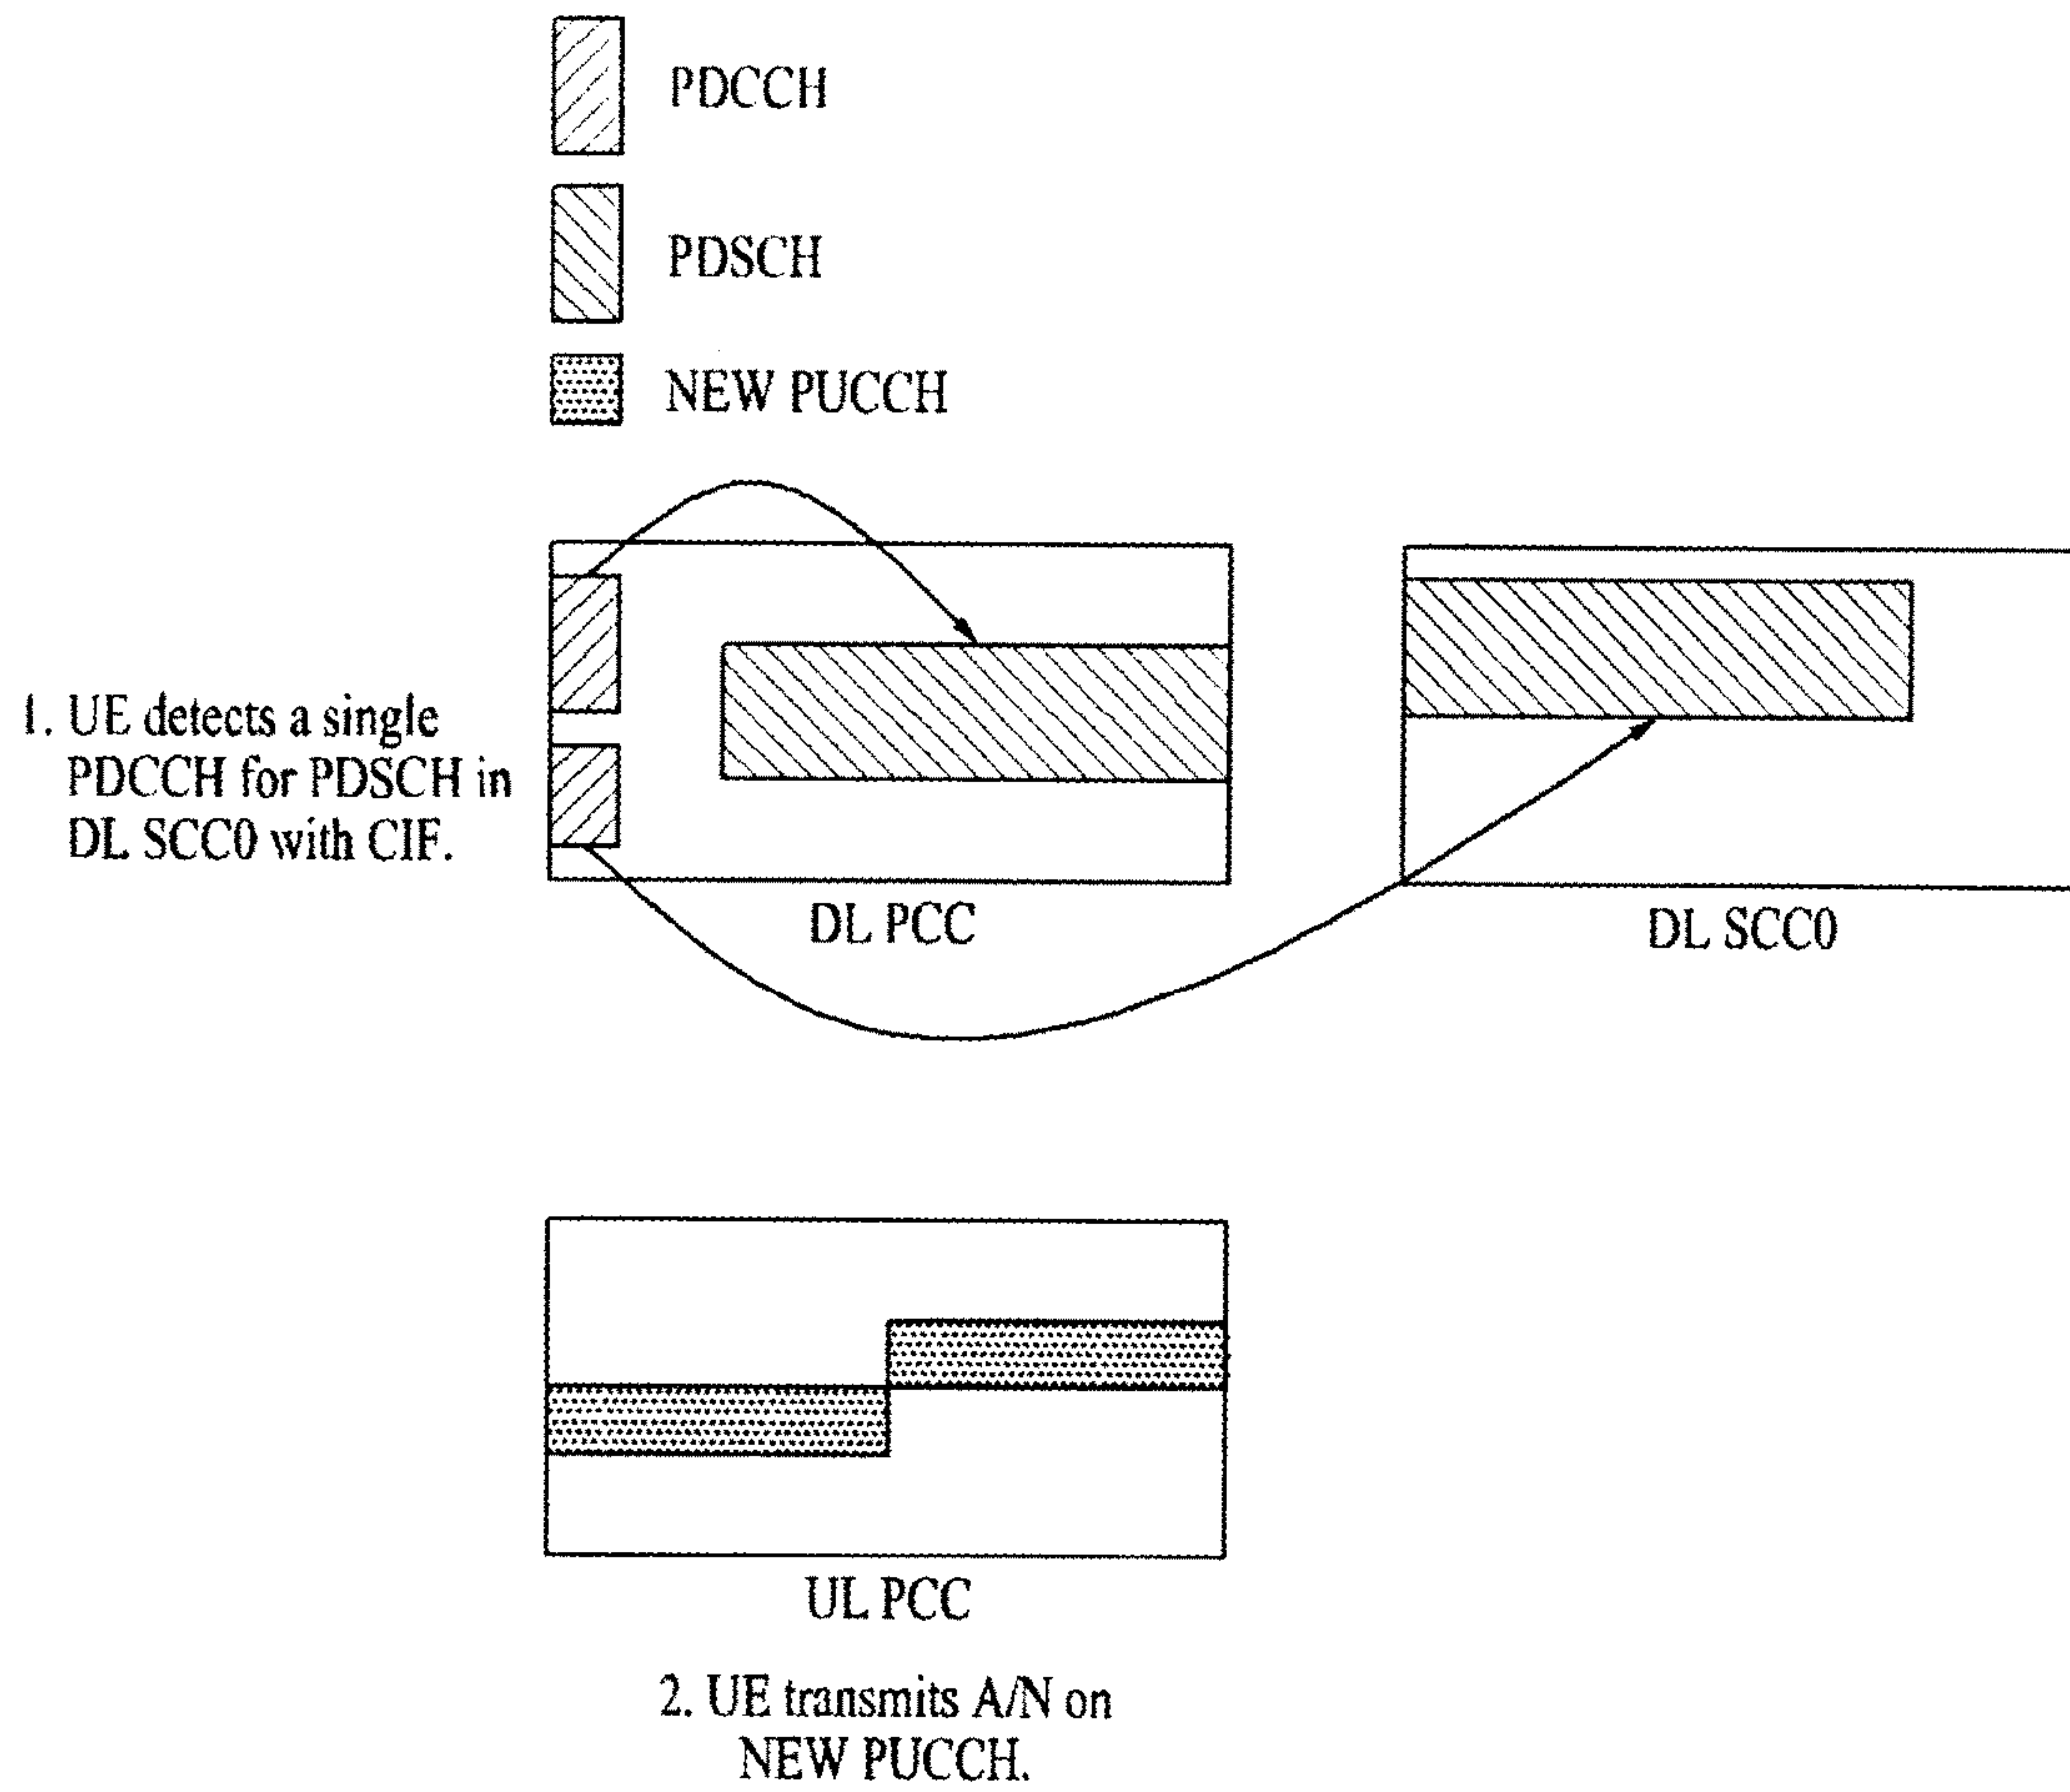 PDCCH
PDSCH
NEW PUCCH
1. UE detects a single
PDCCH for PDSCH in
DL SCC0 with CIF.
DL PCC
DL SCC0
UL PCC
2. UE transmits A/N on
NEW PUCCH.